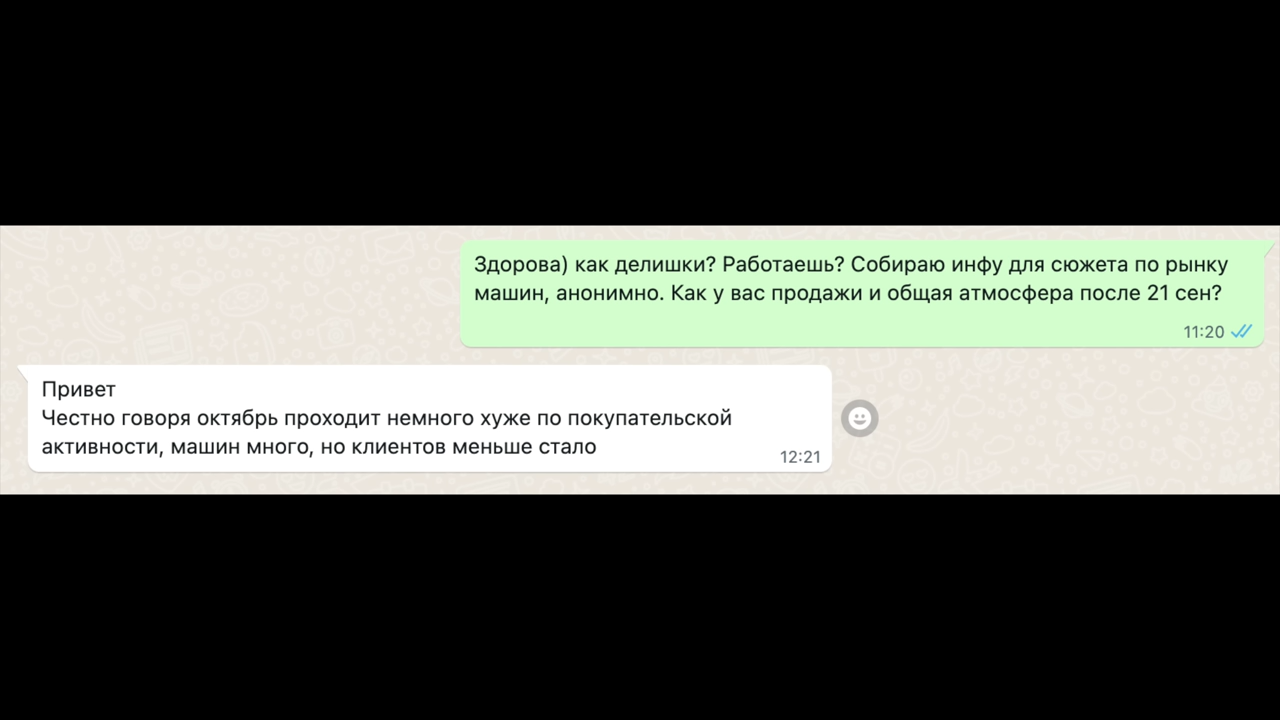 Здорова) как делишки? Работаешь? Собираю инфу для сюжета по рынку
машин, анонимно. Как у вас продажи и общая атмосфера после 21 сен?
11:20
Привет
Честно говоря октябрь проходит немного хуже по покупательской
активности, машин много, но клиентов меньше стало
12:21